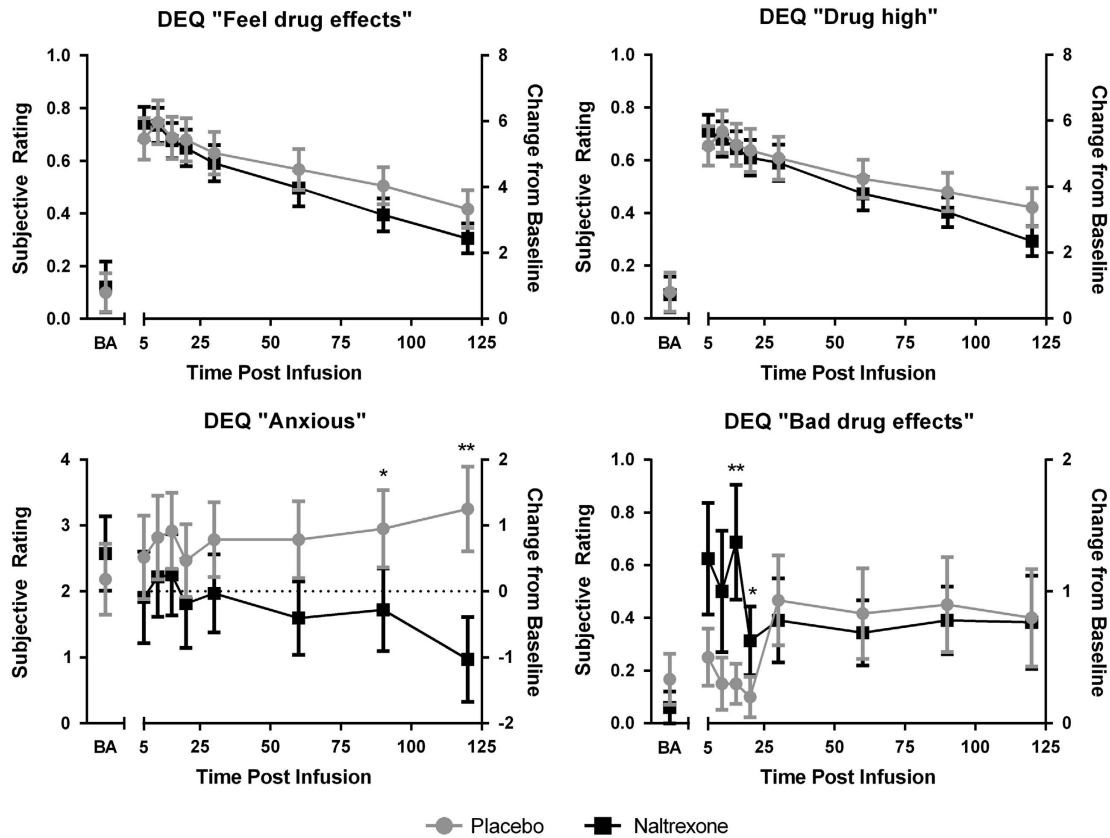 DEQ "Feel drug effects"
Subjective Rating
1.0
0.8
0.6
0.4
0.2
0.0
8
6
4
2
0
Change from Baseline
BA 5 25 50 75 100 125
Time Post Infusion
DEQ "Drug high"
Subjective Rating
1.0
0.8
0.6
0.4
0.2
0.0
8
6
4
2
0
Change from Baseline
BA 5 25 50 75 100 125
Time Post Infusion
DEQ "Anxious"
Subjective Rating
4
3
2
1
0
* **
2
1
0
-1
-2
Change from Baseline
BA 5 25 50 75 100 125
Time Post Infusion
DEQ "Bad drug effects"
Subjective Rating
1.0
0.8
0.6
0.4
0.2
0.0
**
*
2
1
0
Change from Baseline
BA 5 25 50 75 100 125
Time Post Infusion
Placebo Naltrexone